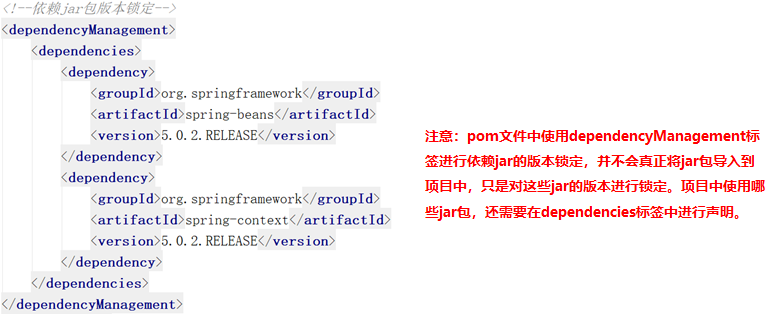 <!--依赖jar包版本锁定-->
<dependencyManagement>
<dependencies>
<dependency>
<groupId>org.springframework</groupId>
<artifactId>spring-beans</artifactId>
<version>5.0.2.RELEASE</version>
</dependency>
<dependency>
<groupId>org.springframework</groupId>
<artifactId>spring-context</artifactId>
<version>5.0.2.RELEASE</version>
</dependency>
</dependencies>
</dependencyManagement>
注意：pom文件中使用dependencyManagement标
签进行依赖jar的版本锁定，并不会真正将jar包导入到
项目中，只是对这些jar的版本进行锁定。项目中使用哪
些jar包，还需要在dependencies标签中进行声明。